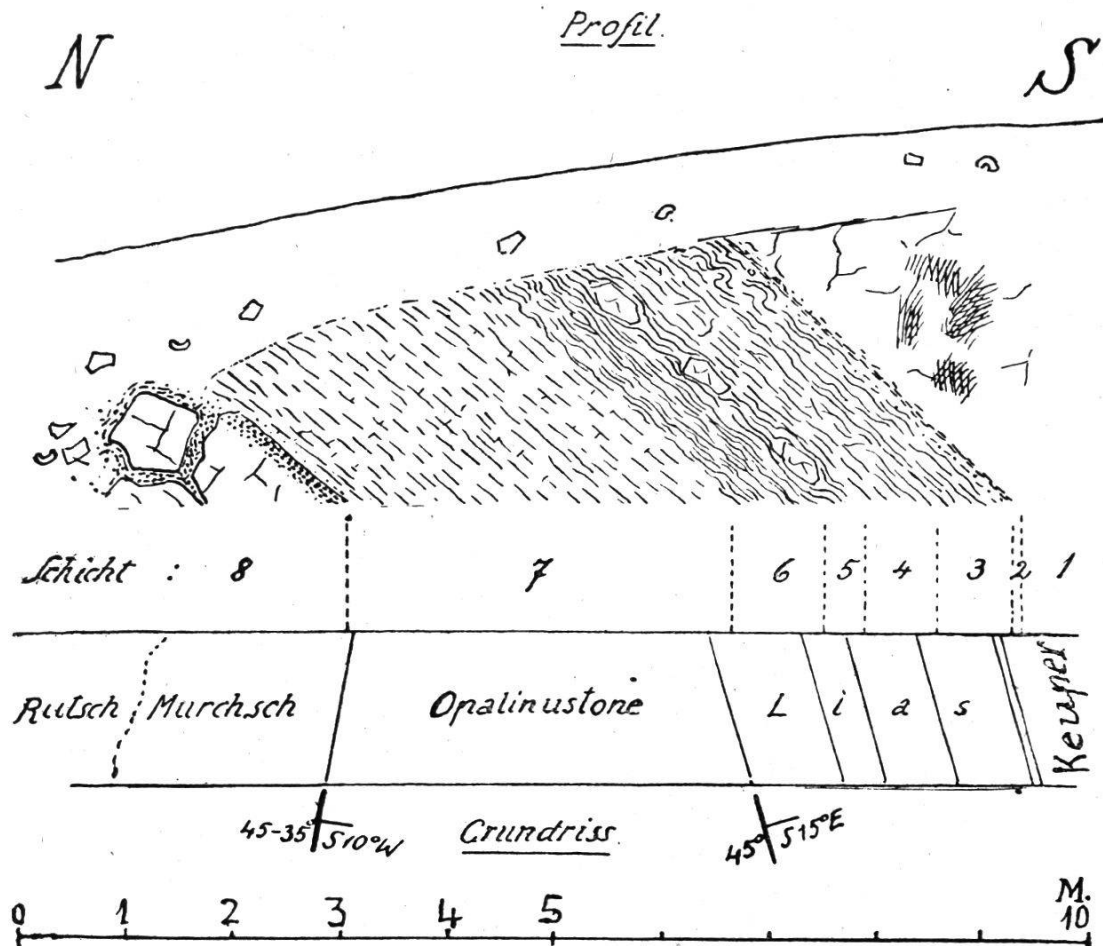 Profil.
N S
Schicht : 8 7 6 5 4 3 2 1
Rutsch Murchsch Opalinustone L i a s Keuper
45-35° S10°W Grundriss 45° S15°E
M.
0 1 2 3 4 5 10